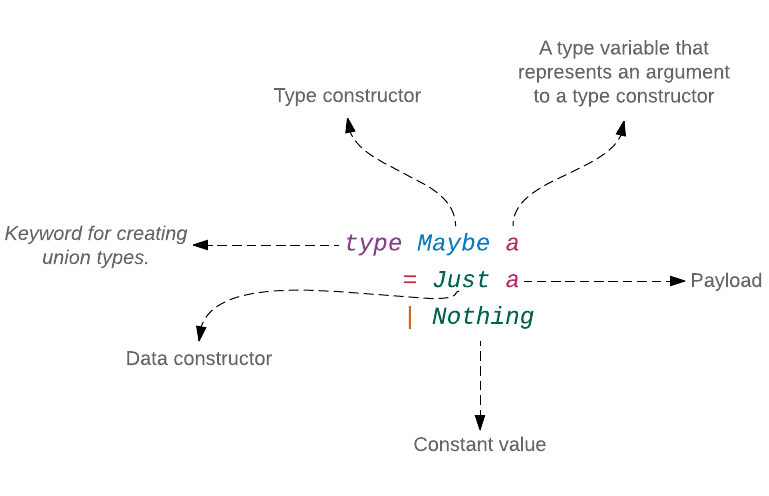 A type variable that
represents an argument
to a type constructor
Type constructor
Keyword for creating
union types.
type Maybe a
= Just a
Payload
| Nothing
Data constructor
Constant value